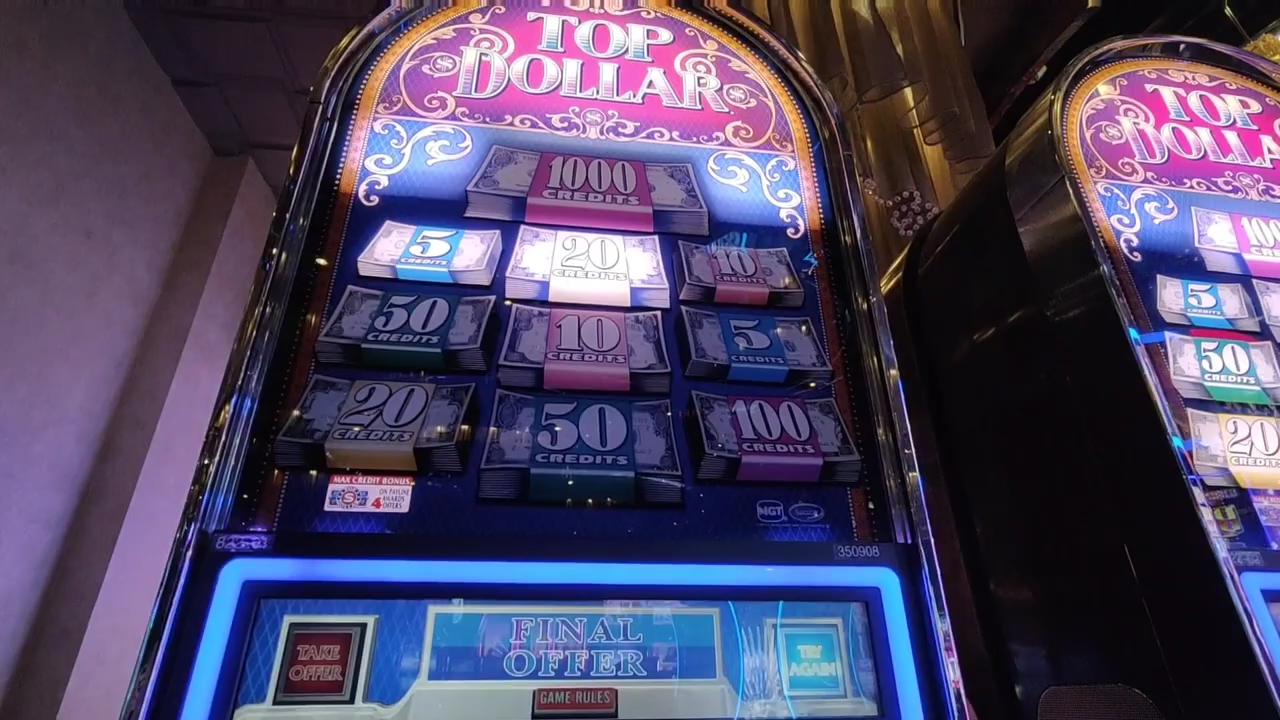 TOP
DOLLAR
1000
CREDITS
5
CREDITS
20
CREDITS
10
CREDITS
50
CREDITS
10
CREDITS
5
CREDITS
20
CREDITS
50
CREDITS
100
CREDITS
MAX CREDIT BONUS
ON PAYLINE
AWARDS
4 OFFERS
350908
TAKE
OFFER
FINAL
OFFER
TRY
AGAIN
GAME RULES
TOP
DOLLA
100
5
CREDITS
50
CREDITS
20
CREDITS